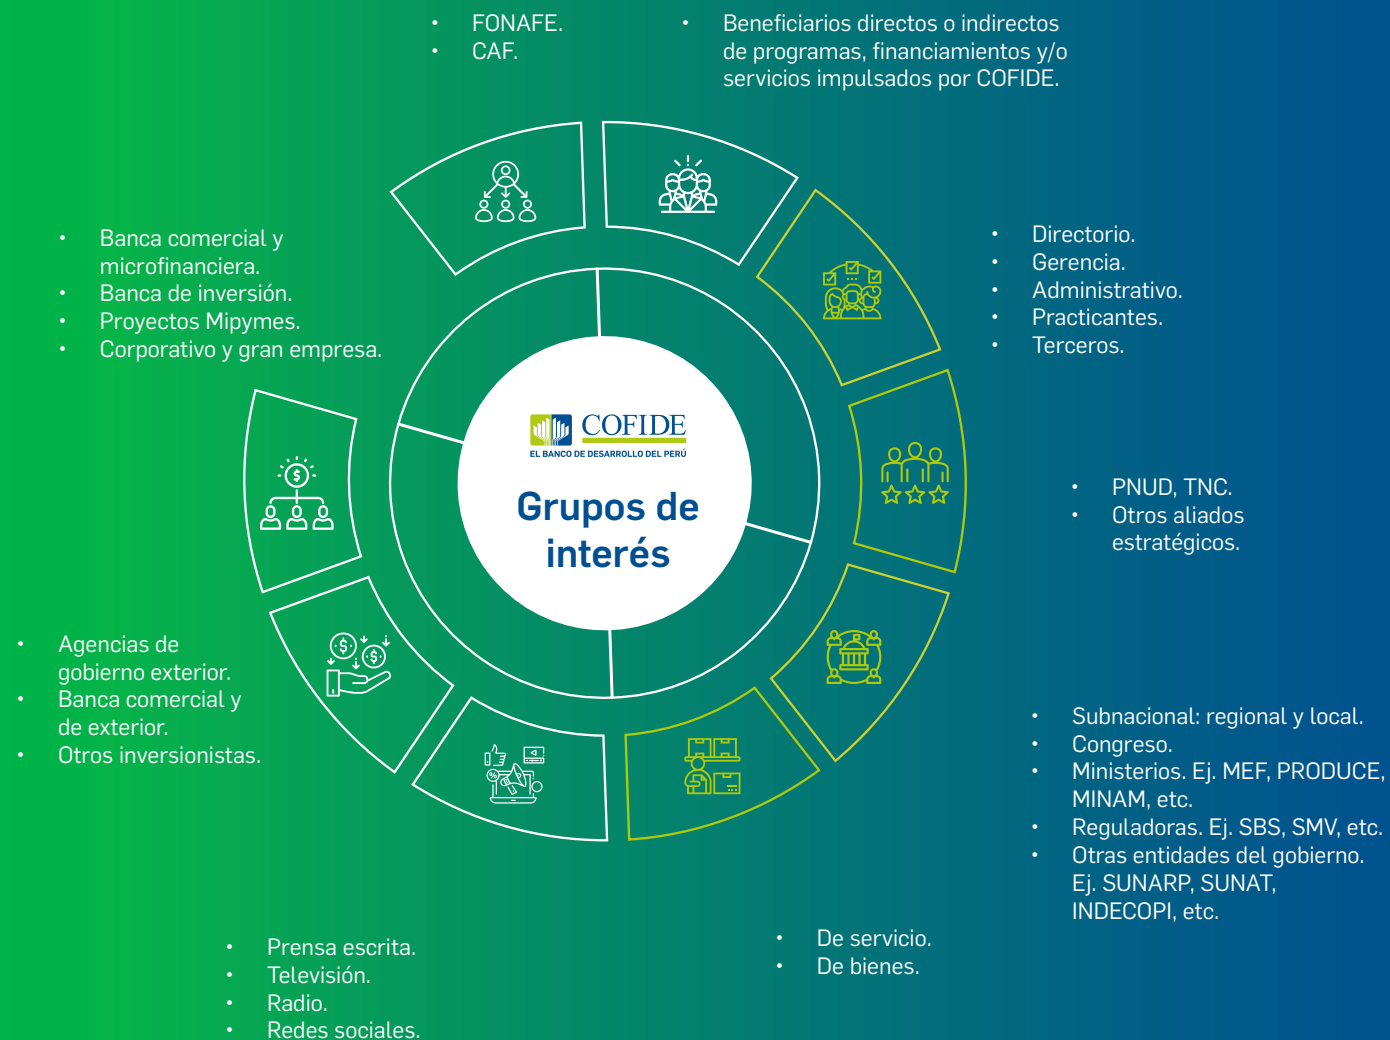 • FONAFE.
• CAF.
• Beneficiarios directos o indirectos
de programas, financiamientos y/o
servicios impulsados por COFIDE.
• Banca comercial y
microfinanciera.
• Banca de inversión.
• Proyectos Mipymes.
• Corporativo y gran empresa.
• Directorio.
• Gerencia.
• Administrativo.
• Practicantes.
• Terceros.
COFIDE
EL BANCO DE DESARROLLO DEL PERÚ
Grupos de
interés
• PNUD, TNC.
• Otros aliados
estratégicos.
• Agencias de
gobierno exterior.
• Banca comercial y
de exterior.
• Otros inversionistas.
• Subnacional: regional y local.
• Congreso.
• Ministerios. Ej. MEF, PRODUCE,
MINAM, etc.
• Reguladoras. Ej. SBS, SMV, etc.
• Otras entidades del gobierno.
Ej. SUNARP, SUNAT,
INDECOPI, etc.
• Prensa escrita.
• Televisión.
• Radio.
• Redes sociales.
• De servicio.
• De bienes.